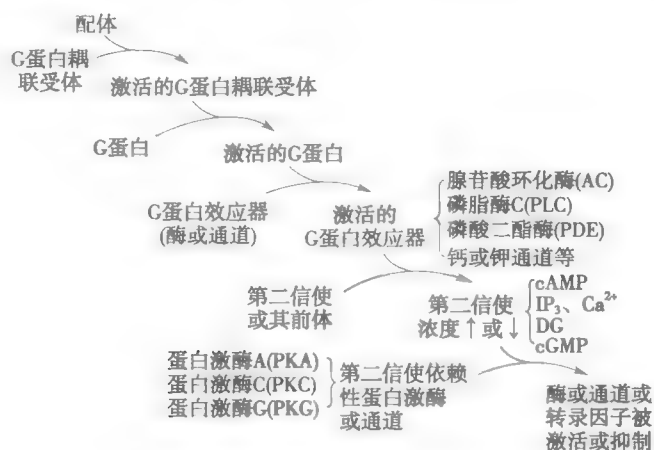 配体
G蛋白耦
联受体
激活的G蛋白耦联受体
G蛋白
激活的G蛋白
G蛋白效应器
(酶或通道)
激活的
G蛋白效应器
腺苷酸环化酶(AC)
磷脂酶C(PLC)
磷酸二酯酶(PDE)
钙或钾通道等
第二信使
或其前体
第二信使
浓度↑或↓
cAMP
IP₃、Ca²⁺
DG
cGMP
蛋白激酶A(PKA)
蛋白激酶C(PKC)
蛋白激酶G(PKG)
第二信使依赖
性蛋白激酶
或通道
酶或通道或
转录因子被
激活或抑制